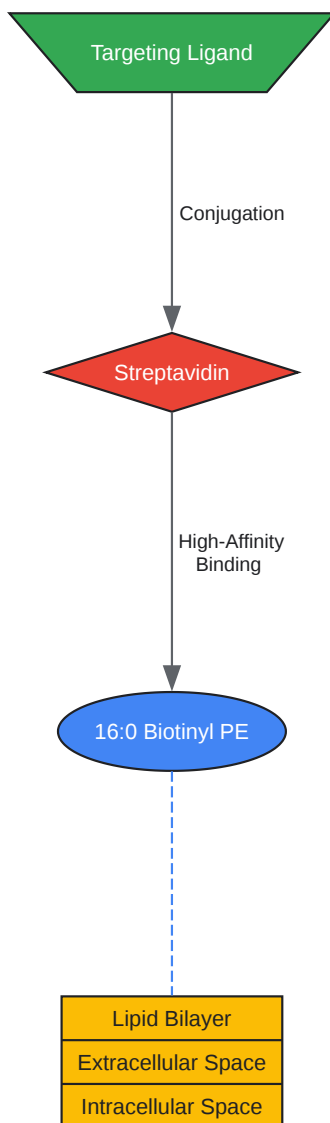 Targeting Ligand
Conjugation
Streptavidin
High-Affinity
Binding
16:0 Biotinyl PE
Lipid Bilayer
Extracellular Space
Intracellular Space